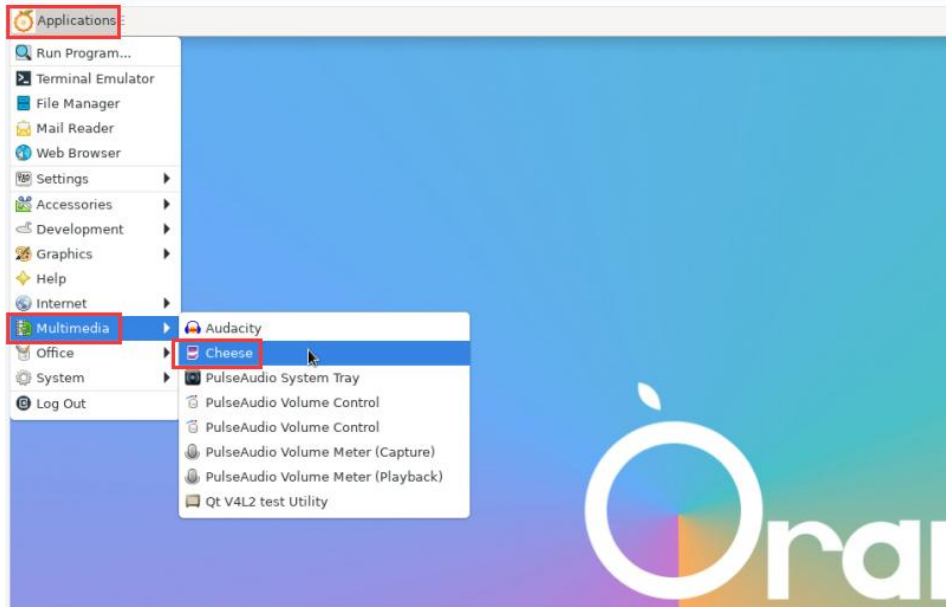 Applications
Run Program...
Terminal Emulator
File Manager
Mail Reader
Web Browser
Settings
Accessories
Development
Graphics
Help
Internet
Multimedia
Office
System
Log Out
Audacity
Cheese
PulseAudio System Tray
PulseAudio Volume Control
PulseAudio Volume Control
PulseAudio Volume Meter (Capture)
PulseAudio Volume Meter (Playback)
Qt V4L2 test Utility
Oran